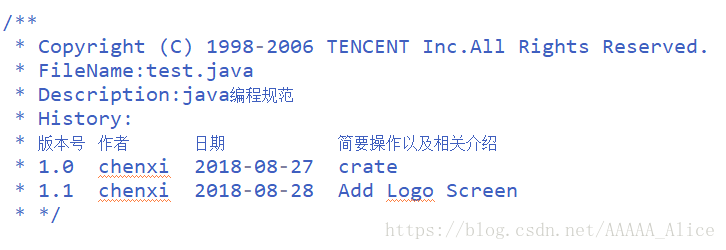 /**
* Copyright (C) 1998-2006 TENCENT Inc.All Rights Reserved.
* FileName:test.java
* Description:java编程规范
* History:
* 版本号 作者 日期 简要操作以及相关介绍
* 1.0 chenxi 2018-08-27 crate
* 1.1 chenxi 2018-08-28 Add Logo Screen
* */
https://blog.csdn.net/AAAAA_Alice